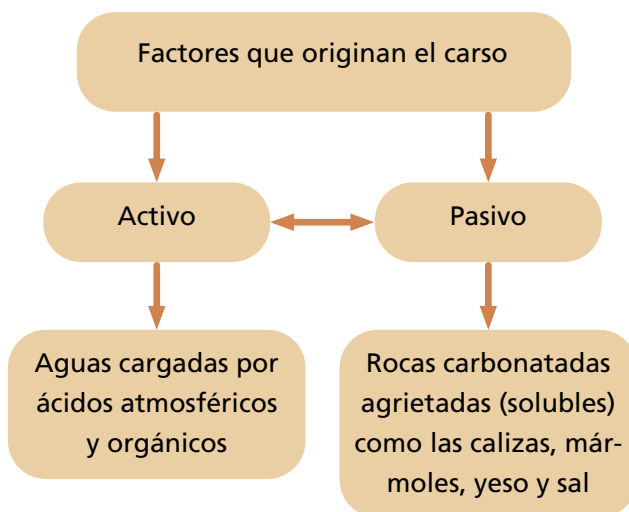 Factores que originan el carso
Activo
Pasivo
Aguas cargadas por
ácidos atmosféricos
y orgánicos
Rocas carbonatadas
agrietadas (solubles)
como las calizas, már-
moles, yeso y sal